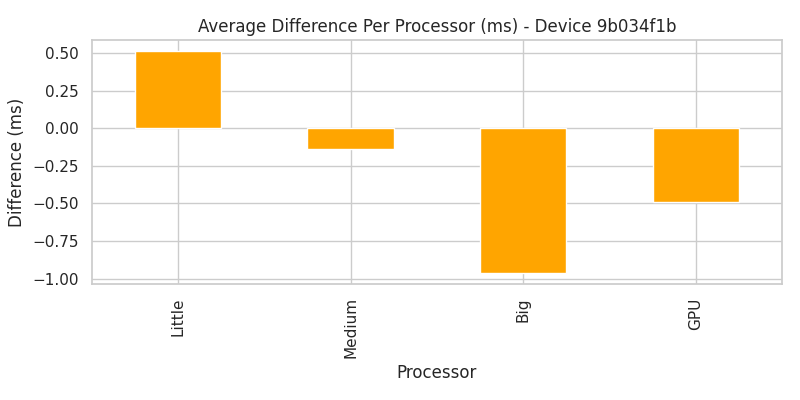 Average Difference Per Processor (ms) - Device 9b034f1b
Difference (ms)
0.50
0.25
0.00
−0.25
−0.50
−0.75
−1.00
Little
Medium
Big
GPU
Processor